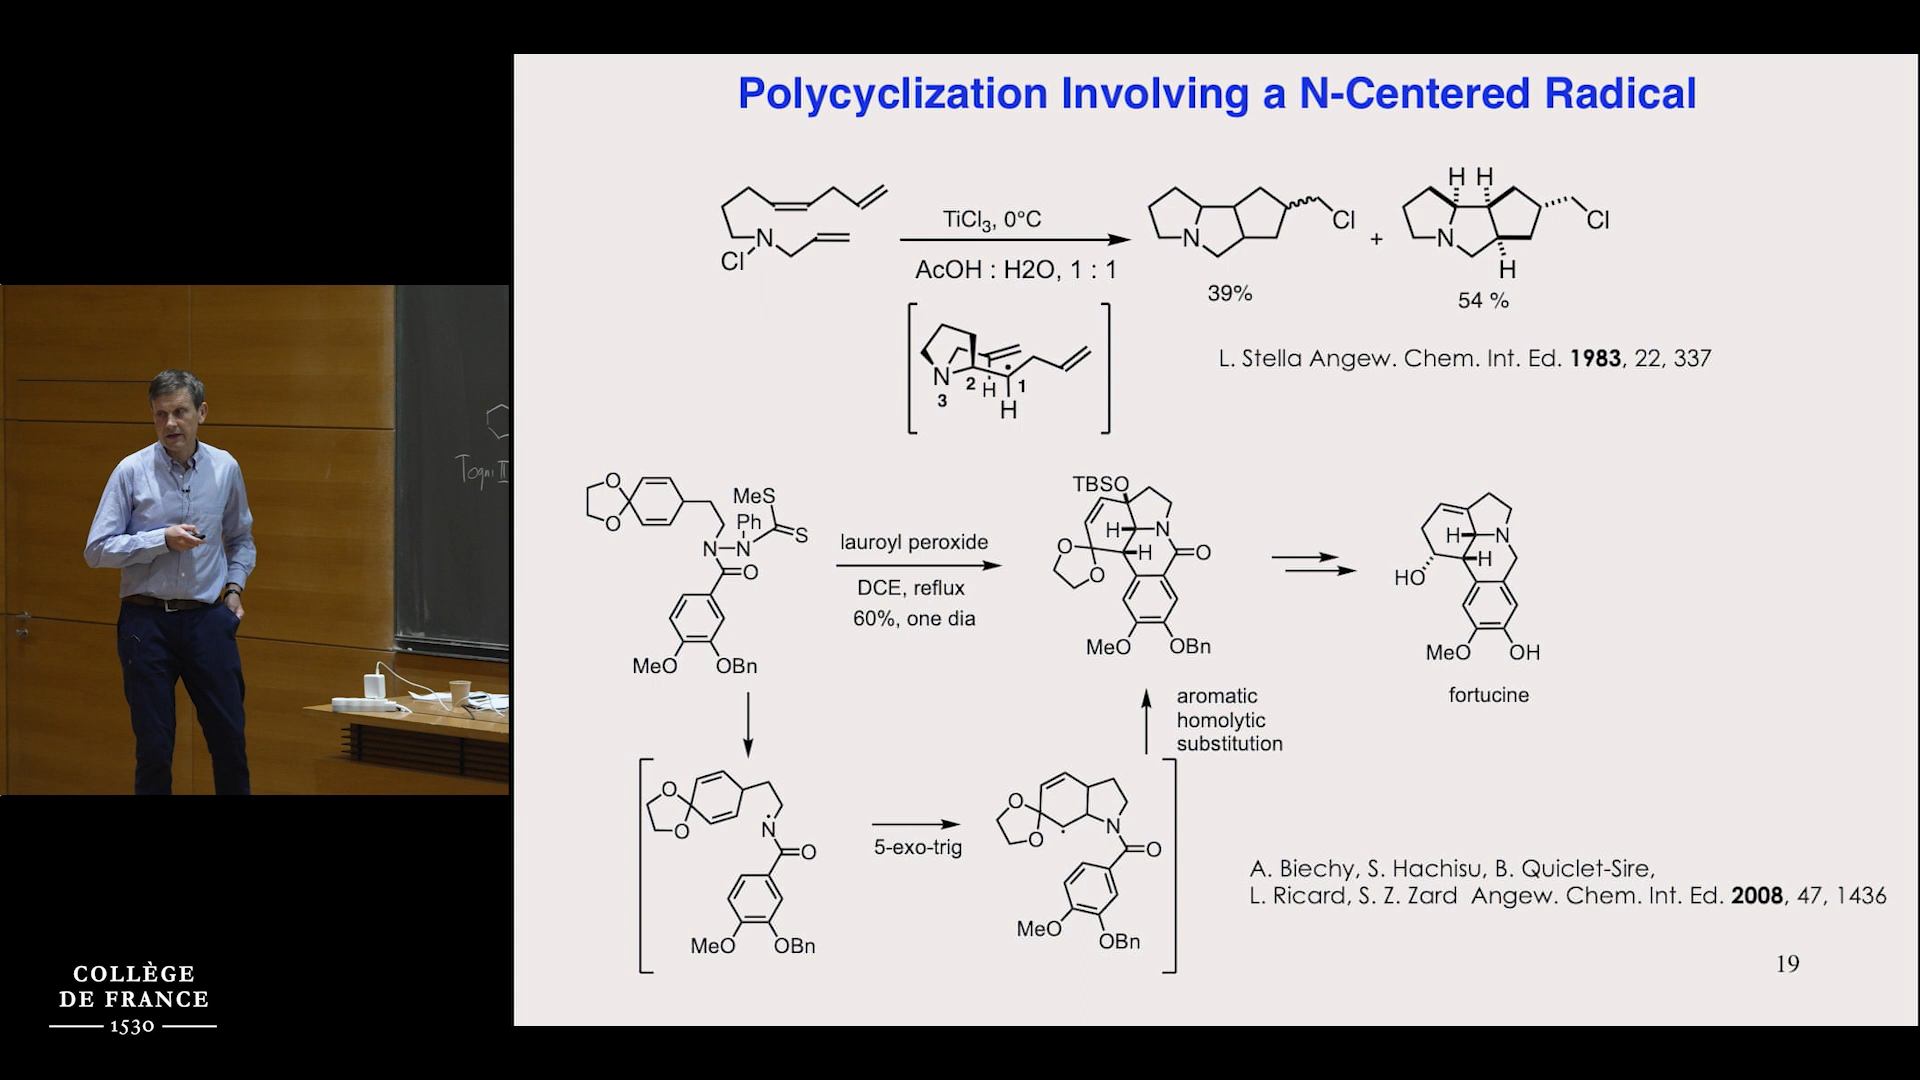 Polycyclization Involving a N-Centered Radical
N
Cl
TiCl3, 0°C
AcOH : H2O, 1 : 1
N
Cl
39%
+
H H
N
Cl
H
54 %
N
3
2
H
1
H
L. Stella Angew. Chem. Int. Ed. 1983, 22, 337
O
O
MeS
Ph
S
N
N
O
MeO
OBn
lauroyl peroxide
DCE, reflux
60%, one dia
TBSO
H
N
H
O
O
O
MeO
OBn
H
N
H
HO
MeO
OH
fortucine
aromatic
homolytic
substitution
O
O
N
O
MeO
OBn
5-exo-trig
O
O
N
O
MeO
OBn
A. Biechy, S. Hachisu, B. Quiclet-Sire,
L. Ricard, S. Z. Zard Angew. Chem. Int. Ed. 2008, 47, 1436
19
Togni II
COLLÈGE
DE FRANCE
1530